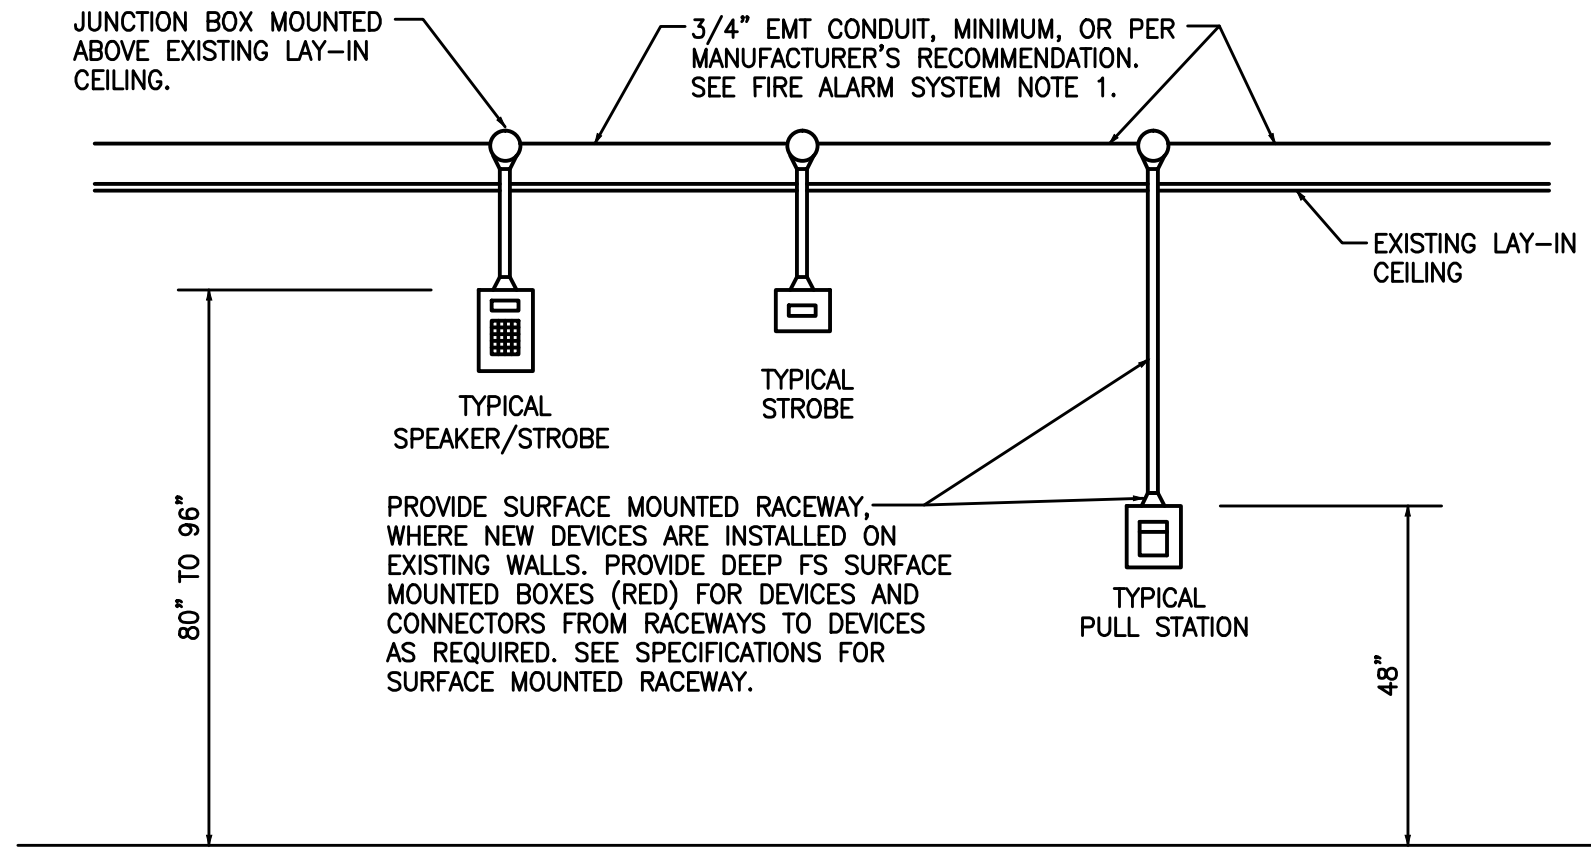 JUNCTION BOX MOUNTED
ABOVE EXISTING LAY-IN
CEILING.
3/4" EMT CONDUIT, MINIMUM, OR PER
MANUFACTURER'S RECOMMENDATION.
SEE FIRE ALARM SYSTEM NOTE 1.
EXISTING LAY-IN
CEILING
TYPICAL
SPEAKER/STROBE
TYPICAL
STROBE
80" TO 96"
PROVIDE SURFACE MOUNTED RACEWAY,
WHERE NEW DEVICES ARE INSTALLED ON
EXISTING WALLS. PROVIDE DEEP FS SURFACE
MOUNTED BOXES (RED) FOR DEVICES AND
CONNECTORS FROM RACEWAYS TO DEVICES
AS REQUIRED. SEE SPECIFICATIONS FOR
SURFACE MOUNTED RACEWAY.
TYPICAL
PULL STATION
48"